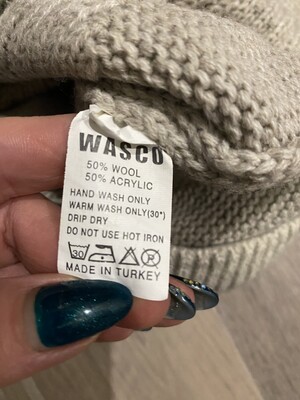 WASCO
50% WOOL
50% ACRYLIC
HAND WASH ONLY
WARM WASH ONLY(30°)
DRIP DRY
DO NOT USE HOT IRON
30
MADE IN TURKEY